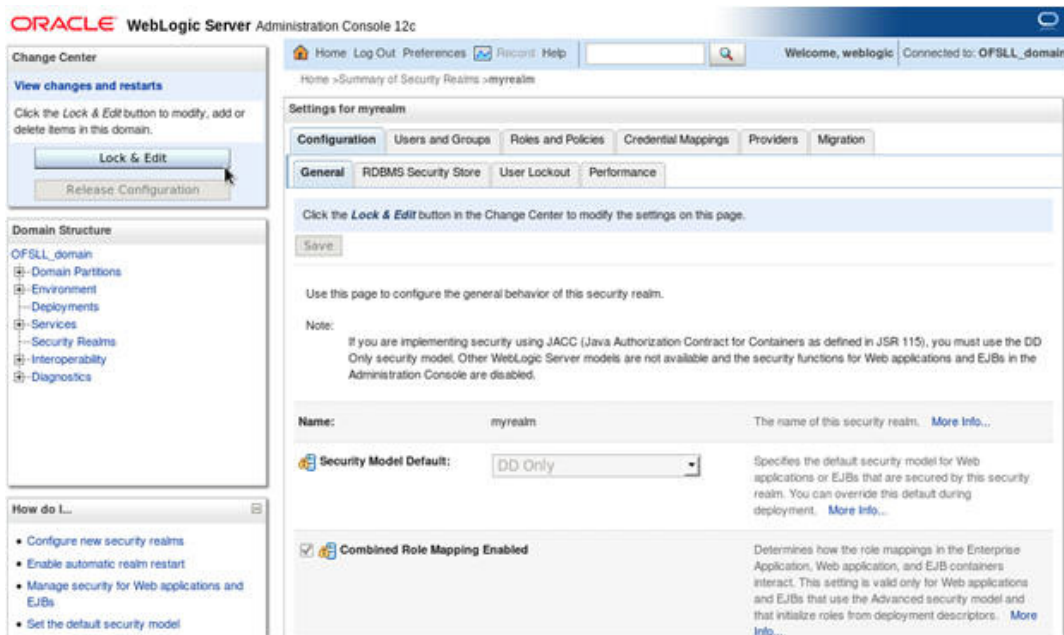 ORACLE WebLogic Server Administration Console 12c
Change Center
View changes and restarts
Click the Lock & Edit button to modify, add or
delete items in this domain.
Lock & Edit
Release Configuration
Domain Structure
OFSLL_domain
Domain Partitions
Environment
Deployments
Services
Security Realms
Interoperability
Diagnostics
How do I...
Configure new security realms
Enable automatic realm restart
Manage security for Web applications and
EJBs
Set the default security model
Home Log Out Preferences Record Help
Welcome, weblogic Connected to: OFSLL_domain
Home >Summary of Security Realms >myrealm
Settings for myrealm
Configuration Users and Groups Roles and Policies Credential Mappings Providers Migration
General RDBMS Security Store User Lockout Performance
Click the Lock & Edit button in the Change Center to modify the settings on this page.
Save
Use this page to configure the general behavior of this security realm.
Note:
If you are implementing security using JACC (Java Authorization Contract for Containers as defined in JSR 115), you must use the DD
Only security model. Other WebLogic Server models are not available and the security functions for Web applications and EJBs in the
Administration Console are disabled.
Name: myrealm The name of this security realm. More Info...
Security Model Default: DD Only
Specifies the default security model for Web
applications or EJBs that are secured by this security
realm. You can override this default during
deployment. More Info...
Combined Role Mapping Enabled
Determines how the role mappings in the Enterprise
Application, Web application, and EJB containers
interact. This setting is valid only for Web applications
and EJBs that use the Advanced security model and
that initialize roles from deployment descriptors. More
Info...